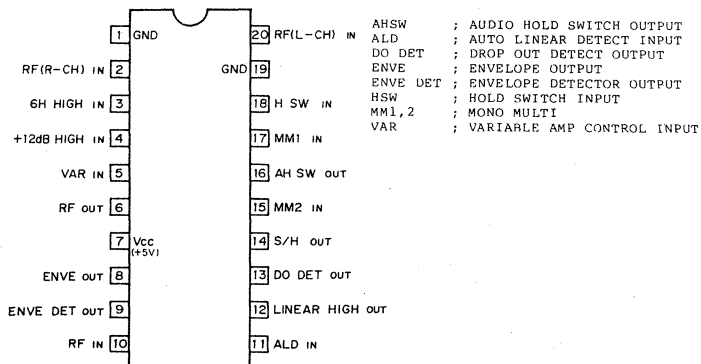 1 GND
RF(R-CH) IN 2
6H HIGH IN 3
+12dB HIGH IN 4
VAR IN 5
RF OUT 6
7 Vcc
(+5V)
ENVE OUT 8
ENVE DET OUT 9
RF IN 10
20 RF(L-CH) IN
GND 19
18 H SW IN
17 MM1 IN
16 AH SW OUT
15 MM2 IN
14 S/H OUT
13 DO DET OUT
12 LINEAR HIGH OUT
11 ALD IN
AHSW ; AUDIO HOLD SWITCH OUTPUT
ALD ; AUTO LINEAR DETECT INPUT
DO DET ; DROP OUT DETECT OUTPUT
ENVE ; ENVELOPE OUTPUT
ENVE DET ; ENVELOPE DETECTOR OUTPUT
HSW ; HOLD SWITCH INPUT
MM1,2 ; MONO MULTI
VAR ; VARIABLE AMP CONTROL INPUT